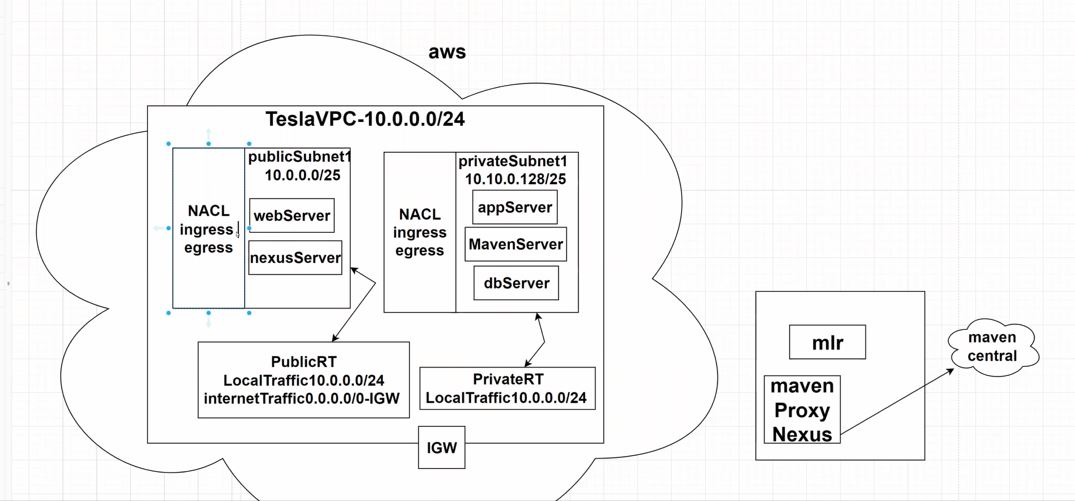 aws
TeslaVPC-10.0.0.0/24
publicSubnet1
10.0.0.0/25
NACL
ingress
egress
webServer
nexusServer
privateSubnet1
10.10.0.128/25
NACL
ingress
egress
appServer
MavenServer
dbServer
PublicRT
LocalTraffic10.0.0.0/24
internetTraffic0.0.0.0/0-IGW
PrivateRT
LocalTraffic10.0.0.0/24
IGW
mlr
maven
Proxy
Nexus
maven
central